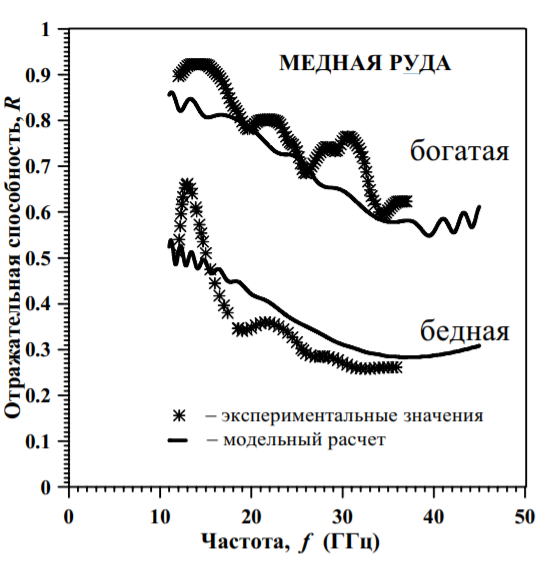 1
МЕДНАЯ РУДА
0.9
0.8
богатая
0.7
0.6
0.5
0.4
бедная
0.3
0.2
– экспериментальные значения
0.1
– модельный расчет
0
0 10 20 30 40 50
Частота, f (ГГц)
Отражательная способность, R